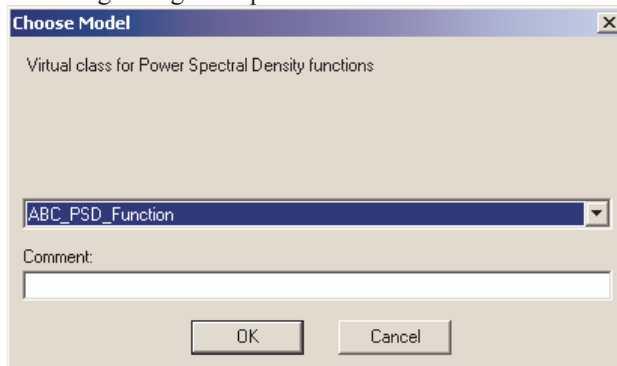 Choose Model
Virtual class for Power Spectral Density functions
ABC_PSD_Function
Comment:
OK
Cancel